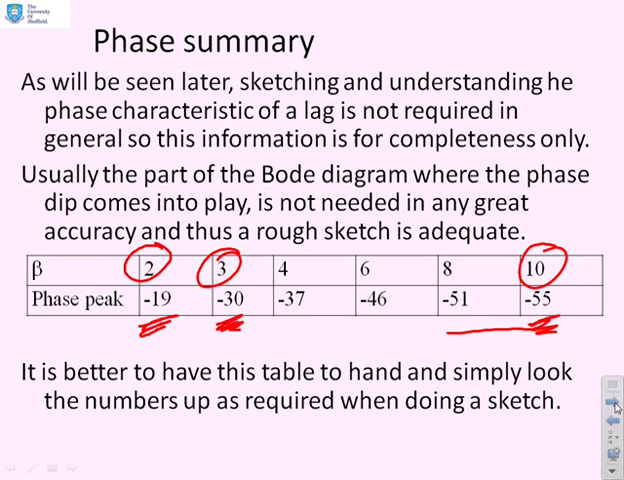 The
University
Of
Sheffield.
Phase summary
As will be seen later, sketching and understanding he
phase characteristic of a lag is not required in
general so this information is for completeness only.
Usually the part of the Bode diagram where the phase
dip comes into play, is not needed in any great
accuracy and thus a rough sketch is adequate.
β 2 3 4 6 8 10
Phase peak -19 -30 -37 -46 -51 -55
It is better to have this table to hand and simply look
the numbers up as required when doing a sketch.